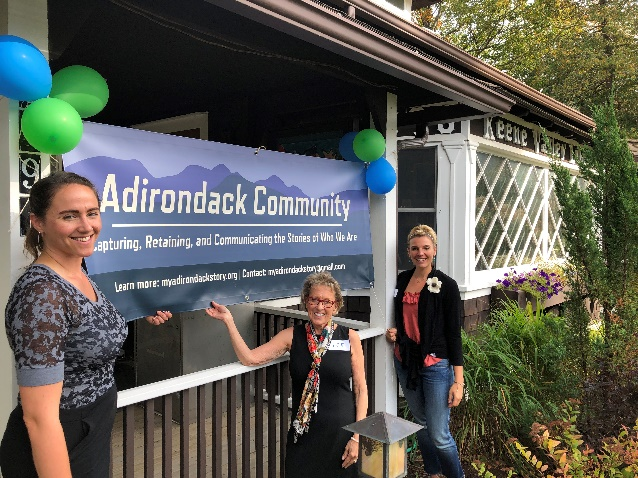 Adirondack Community
Capturing, Retaining, and Communicating the Stories of Who We Are
Learn more: myadirondackstory.org | Contact: myadirondackstory@gmail.com
Keene Valley